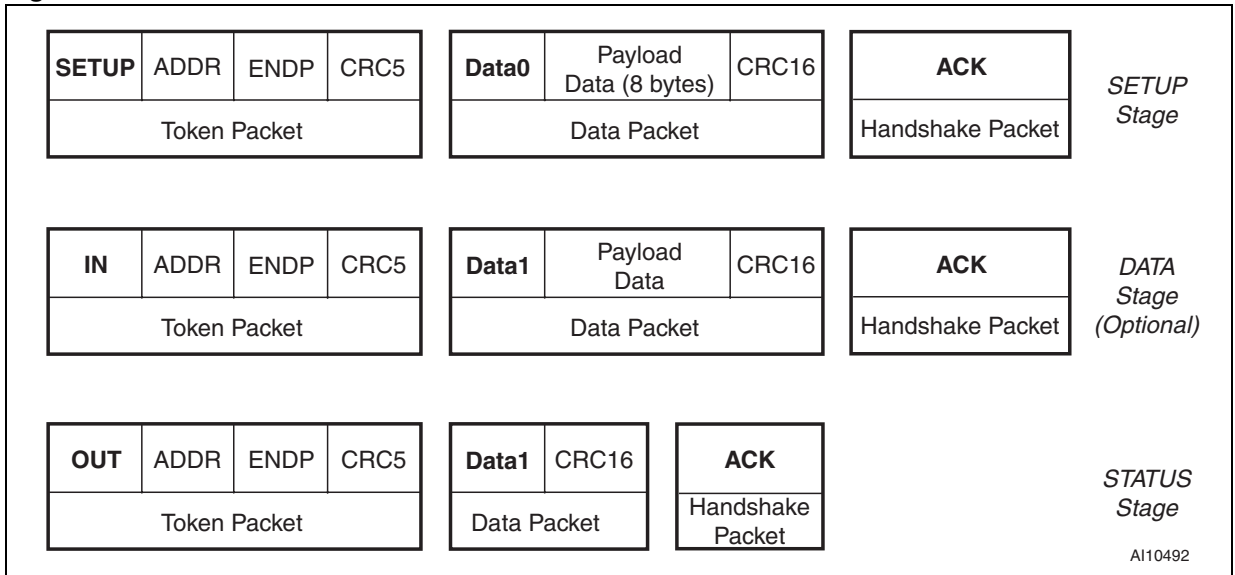 SETUP ADDR ENDP CRC5 Data0 Payload Data (8 bytes) CRC16 ACK
Token Packet Data Packet Handshake Packet
SETUP
Stage
IN ADDR ENDP CRC5 Data1 Payload Data CRC16 ACK
Token Packet Data Packet Handshake Packet
DATA
Stage
(Optional)
OUT ADDR ENDP CRC5 Data1 CRC16 ACK
Token Packet Data Packet Handshake Packet
STATUS
Stage
AI10492